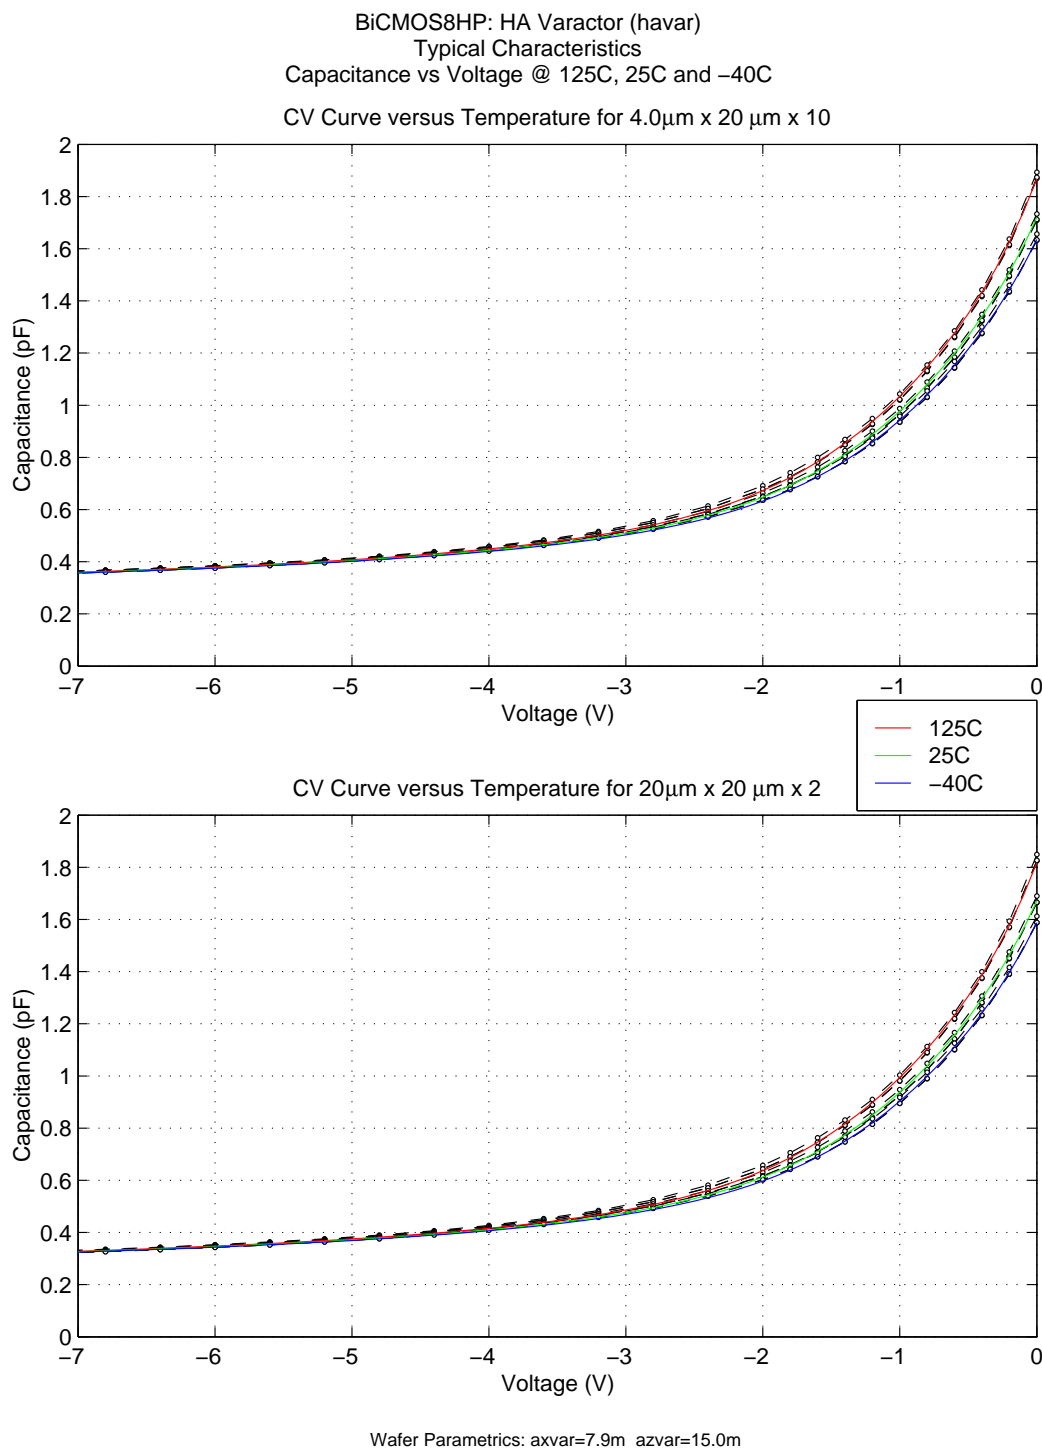 BiCMOS8HP: HA Varactor (havar)
Typical Characteristics
Capacitance vs Voltage @ 125C, 25C and −40C
CV Curve versus Temperature for 4.0μm x 20 μm x 10
2
1.8
1.6
1.4
1.2
1
0.8
0.6
0.4
0.2
0
Capacitance (pF)
−7 −6 −5 −4 −3 −2 −1 0
Voltage (V)
125C
25C
−40C
CV Curve versus Temperature for 20μm x 20 μm x 2
2
1.8
1.6
1.4
1.2
1
0.8
0.6
0.4
0.2
0
Capacitance (pF)
−7 −6 −5 −4 −3 −2 −1 0
Voltage (V)
Wafer Parametrics: axvar=7.9m azvar=15.0m